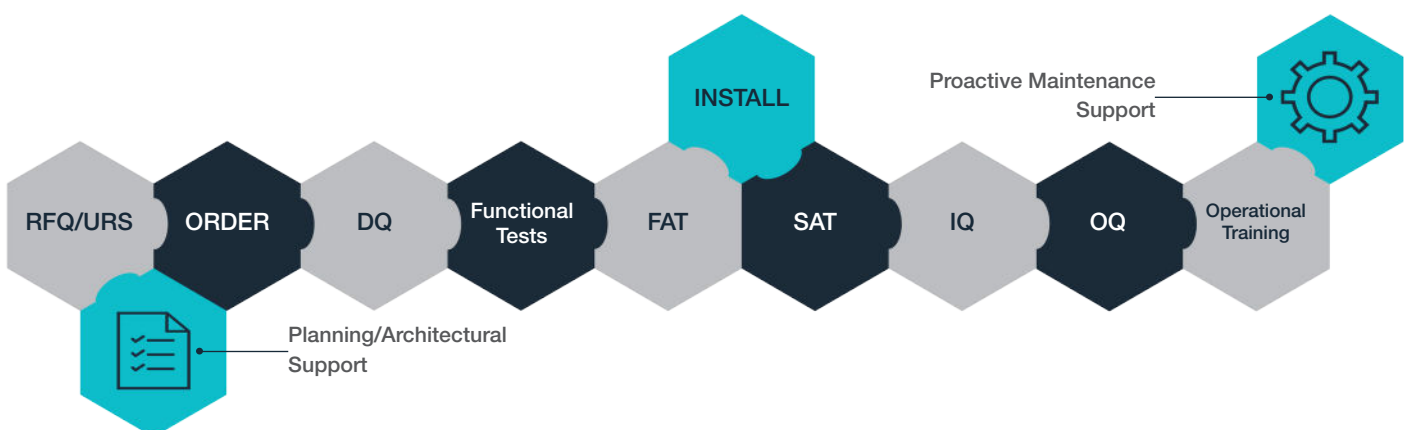 INSTALL
Proactive Maintenance
Support
RFQ/URS
ORDER
DQ
Functional
Tests
FAT
SAT
IQ
OQ
Operational
Training
Planning/Architectural
Support